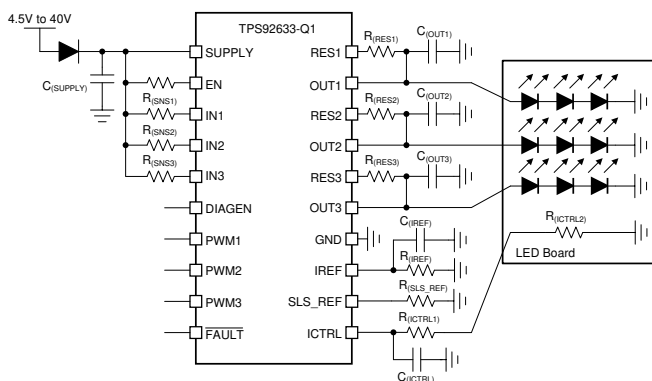 4.5V to 40V
TPS92633-Q1
C(SUPPLY)
SUPPLY
EN
R(SNS1)
IN1
R(SNS2)
IN2
R(SNS3)
IN3
DIAGEN
PWM1
PWM2
PWM3
FAULT
RES1
OUT1
RES2
OUT2
RES3
OUT3
GND
IREF
SLS_REF
ICTRL
R(RES1)
C(OUT1)
R(RES2)
C(OUT2)
R(RES3)
C(OUT3)
C(IREF)
R(IREF)
R(SLS_REF)
R(ICTRL1)
C(ICTRL)
R(ICTRL2)
LED Board